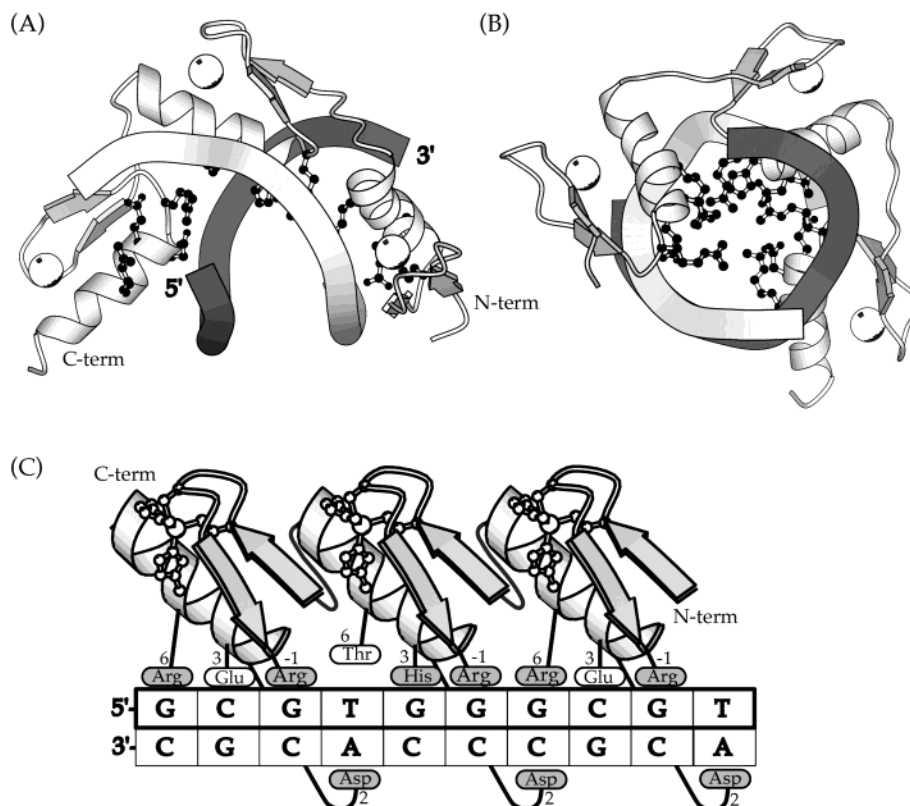 (A)
(B)
3'
5'
N-term
C-term
(C)
C-term
N-term
6 3 -1 6 3 -1 6 3 -1
Arg Glu Arg Thr His Arg Arg Glu Arg
5'- G C G T G G G C G T
3'- C G C A C C C G C A
Asp Asp Asp
2 2 2